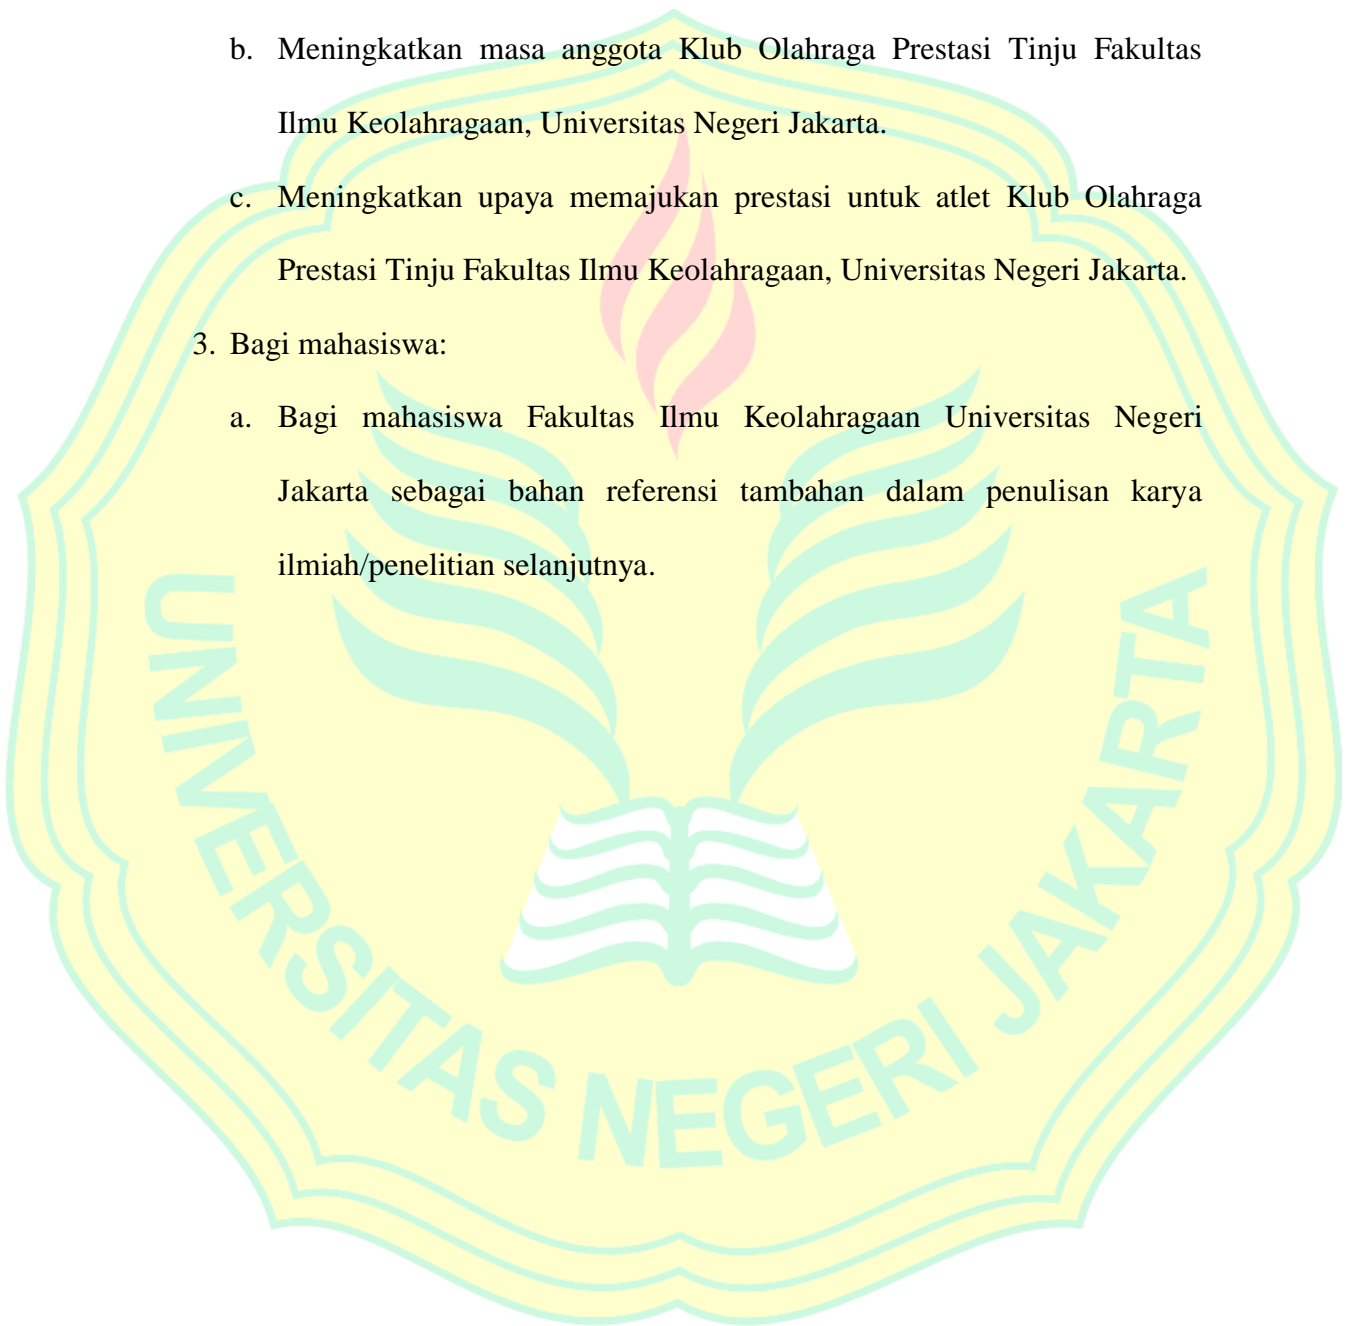 b. Meningkatkan masa anggota Klub Olahraga Prestasi Tinju Fakultas
Ilmu Keolahragaan, Universitas Negeri Jakarta.
c. Meningkatkan upaya memajukan prestasi untuk atlet Klub Olahraga
Prestasi Tinju Fakultas Ilmu Keolahragaan, Universitas Negeri Jakarta.
3. Bagi mahasiswa:
a. Bagi mahasiswa Fakultas Ilmu Keolahragaan Universitas Negeri
Jakarta sebagai bahan referensi tambahan dalam penulisan karya
ilmiah/penelitian selanjutnya.
UNIVERSITAS NEGERI JAKARTA